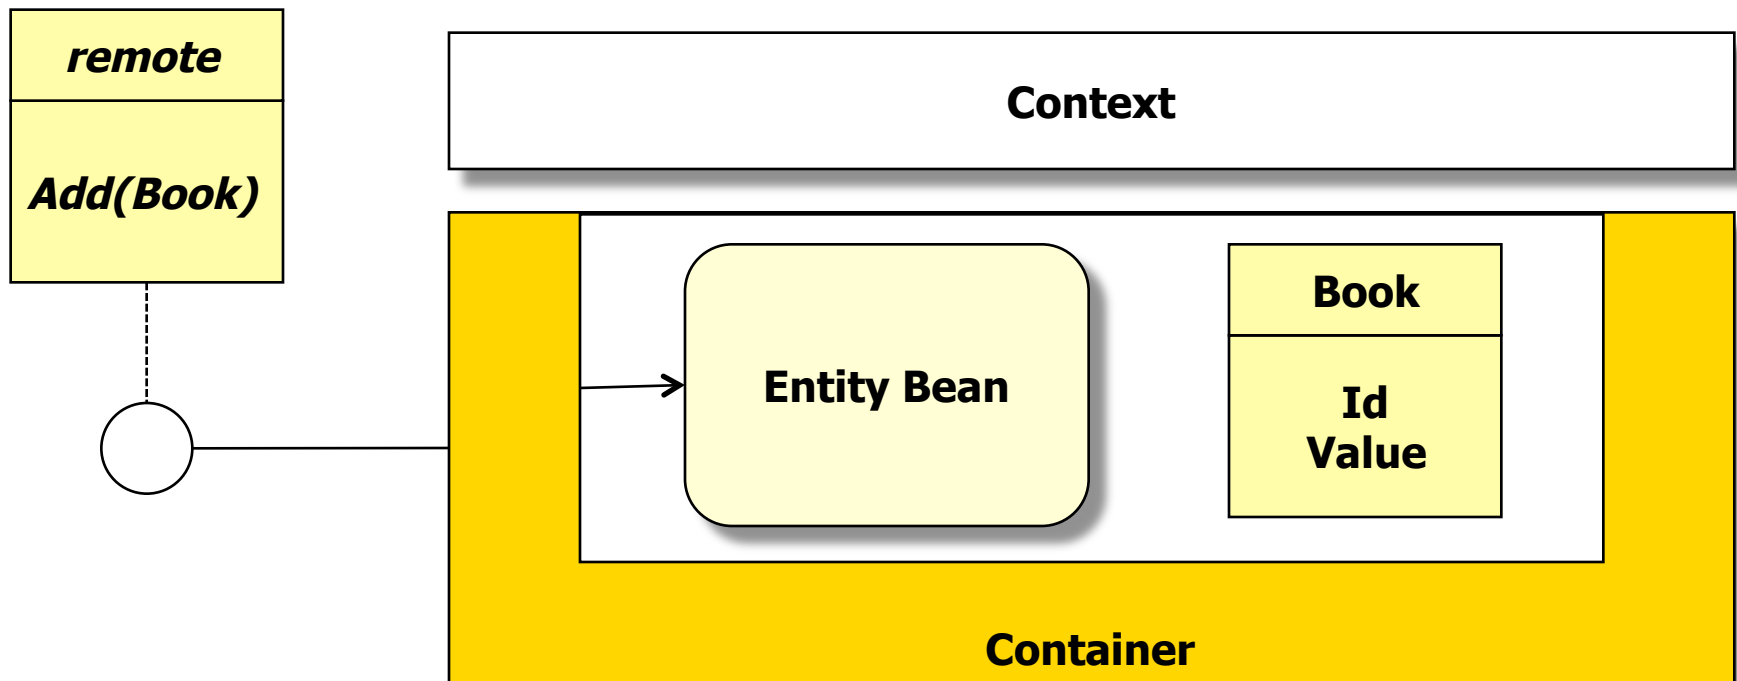 remote
Add(Book)
Context
Entity Bean
Book
Id
Value
Container